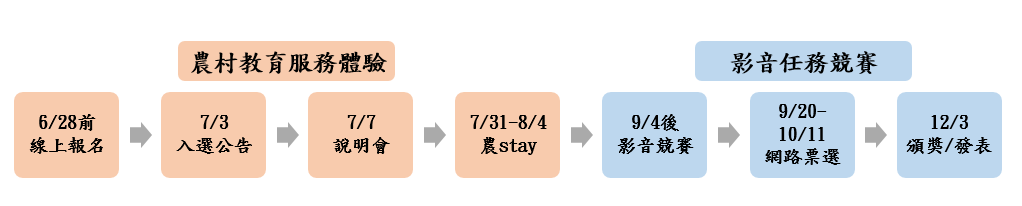 農村教育服務體驗
影音任務競賽
6/28前
線上報名
7/3
入選公告
7/7
說明會
7/31-8/4
農stay
9/4後
影音競賽
9/20-
10/11
網路票選
12/3
頒獎/發表